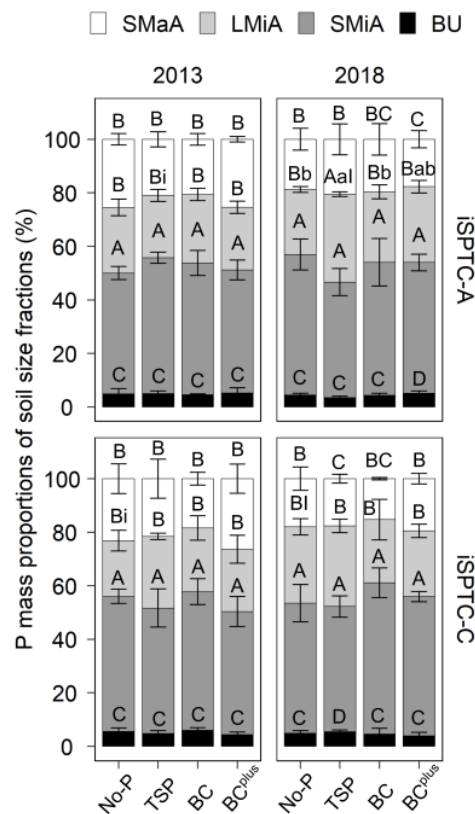 SMaA LMiA SMiA BU
2013 2018
P mass proportions of soil size fractions (%)
iSPTC-A
iSPTC-C
100
80
60
40
20
0
B B B B
B Bi B B
A A A A
C C C C
B B BC C
Bb AaI Bb Bab
A A A A
C C C D
100
80
60
40
20
0
B B B B
Bi B B B
A A A A
C C C C
B C BC B
BI B B B
A A A A
C D C C
No-P TSP BC BCplus
No-P TSP BC BCplus